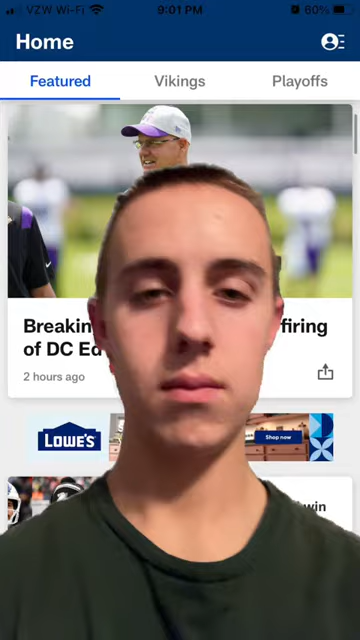 VZW Wi-Fi 9:01 PM 60%
Home
Featured Vikings Playoffs
Breakin firing
of DC Ed
2 hours ago
LOWE'S Shop now
win